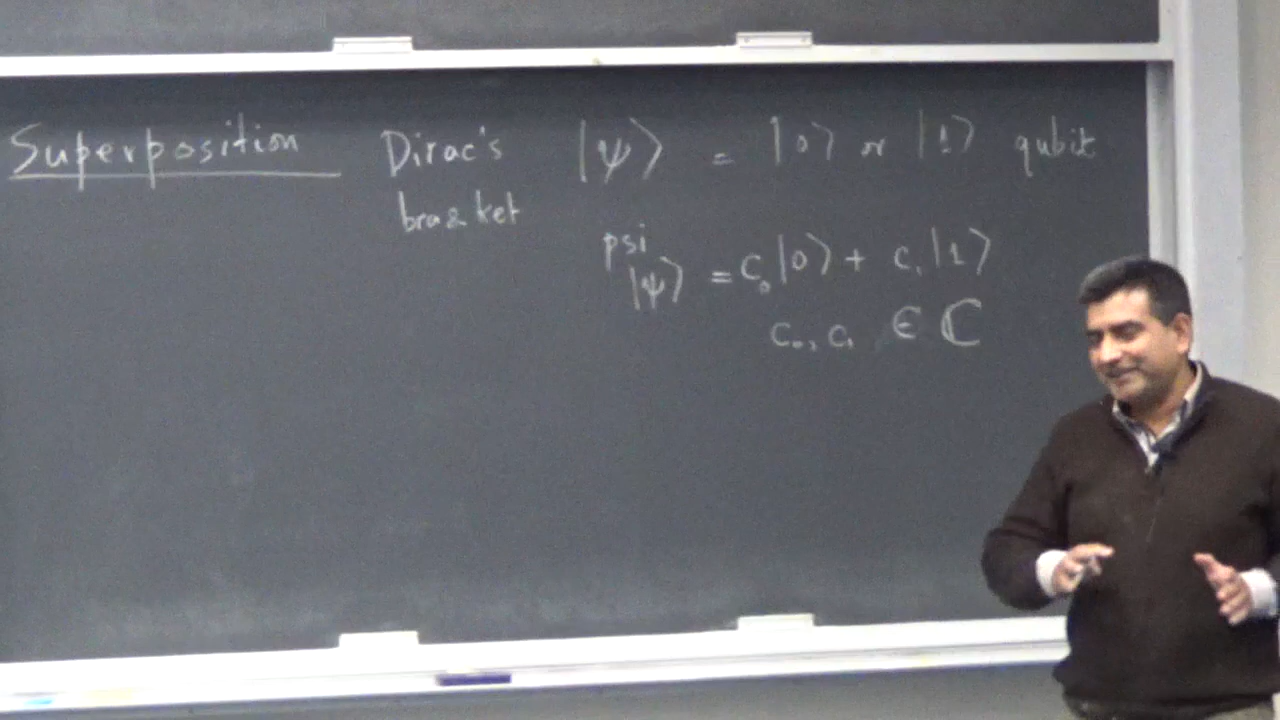 Superposition Dirac's |ψ⟩ = |0⟩ or |1⟩ qubit
bra & ket
psi
|ψ⟩ = C₀|0⟩ + C₁|1⟩
C₀, C₁ ∈ ℂ